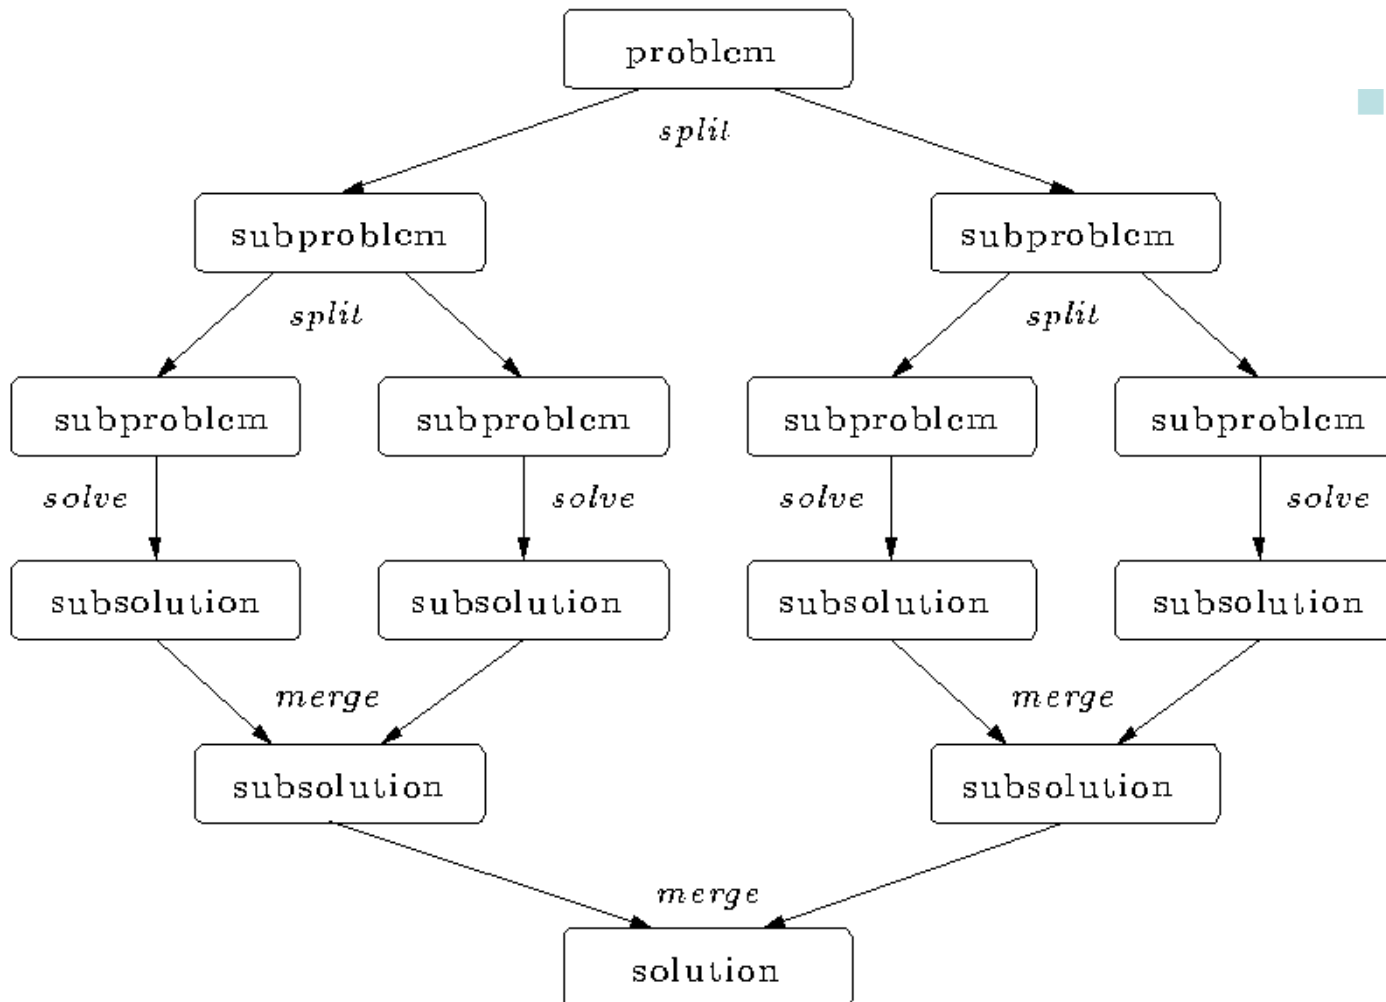 problem
split
subproblem subproblem
split split
subproblem subproblem subproblem subproblem
solve solve solve solve
subsolution subsolution subsolution subsolution
merge merge
subsolution subsolution
merge
solution